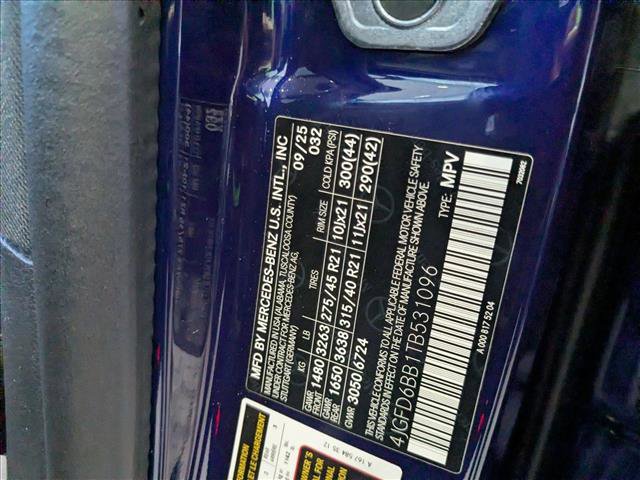 MFD BY MERCEDES-BENZ U.S. INTL., INC
MANUFACTURED IN USA (ALABAMA, TUSCALOOSA COUNTY)
UNDER CONTRACT FOR MERCEDES-BENZ AG,
STUTTGART (GERMANY)
09/25
032
KG LB TIRES RIM SIZE COLD KPA (PSI)
GAWR FRONT 1480 3263 275/45 R21 10Jx21 300(44)
GAWR REAR 1650 3638 315/40 R21 11Jx21 290(42)
GVWR 3050 6724
THIS VEHICLE CONFORMS TO ALL APPLICABLE FEDERAL MOTOR VEHICLE SAFETY
STANDARDS IN EFFECT ON THE DATE OF MANUFACTURE SHOWN ABOVE.
4JGFD6BB1TB531096 TYPE: MPV
A 000 817 52 04
A 167 584 35 12